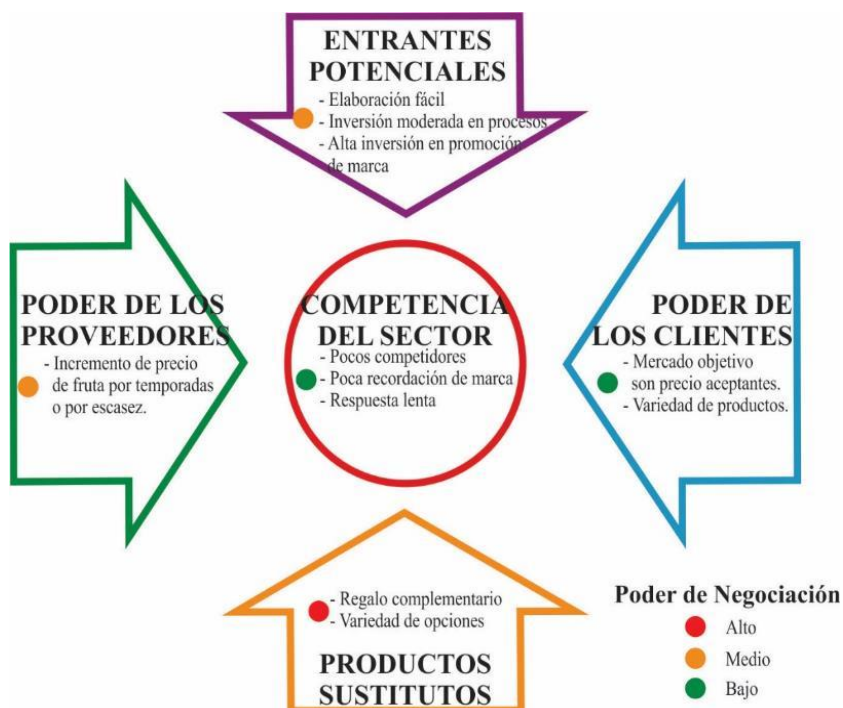 ENTRANTES
POTENCIALES
- Elaboración fácil
- Inversión moderada en procesos
- Alta inversión en promoción
de marca
PODER DE LOS
PROVEEDORES
- Incremento de precio
de fruta por temporadas
o por escasez.
COMPETENCIA
DEL SECTOR
- Pocos competidores
- Poca recordación de marca
- Respuesta lenta
PODER DE
LOS CLIENTES
- Mercado objetivo
son precio aceptantes.
- Variedad de productos.
- Regalo complementario
- Variedad de opciones
PRODUCTOS
SUSTITUTOS
Poder de Negociación
Alto
Medio
Bajo